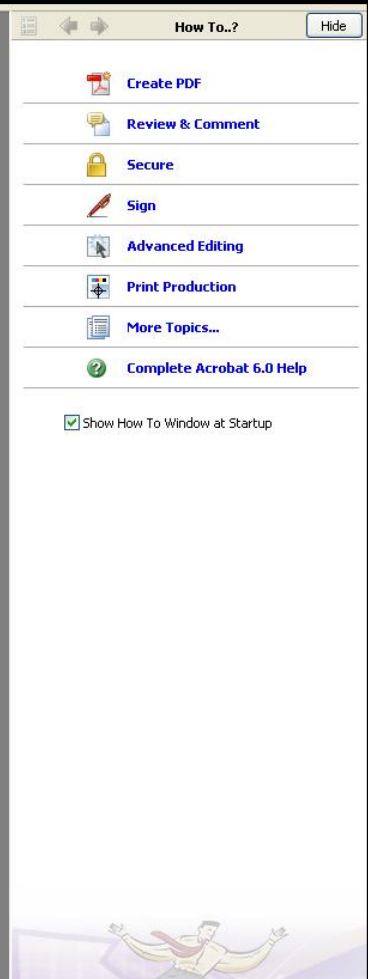 How To..?
Hide
Create PDF
Review & Comment
Secure
Sign
Advanced Editing
Print Production
More Topics...
Complete Acrobat 6.0 Help
Show How To Window at Startup